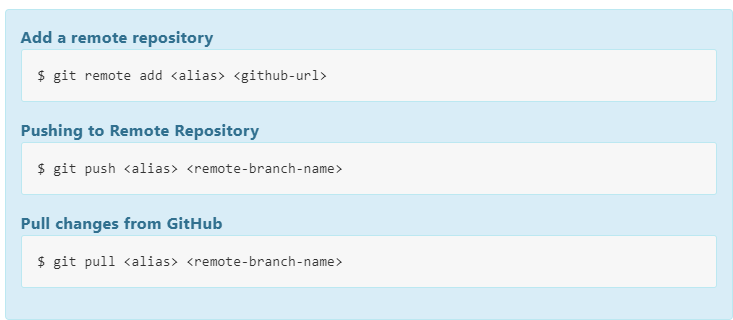 Add a remote repository
$ git remote add <alias> <github-url>
Pushing to Remote Repository
$ git push <alias> <remote-branch-name>
Pull changes from GitHub
$ git pull <alias> <remote-branch-name>